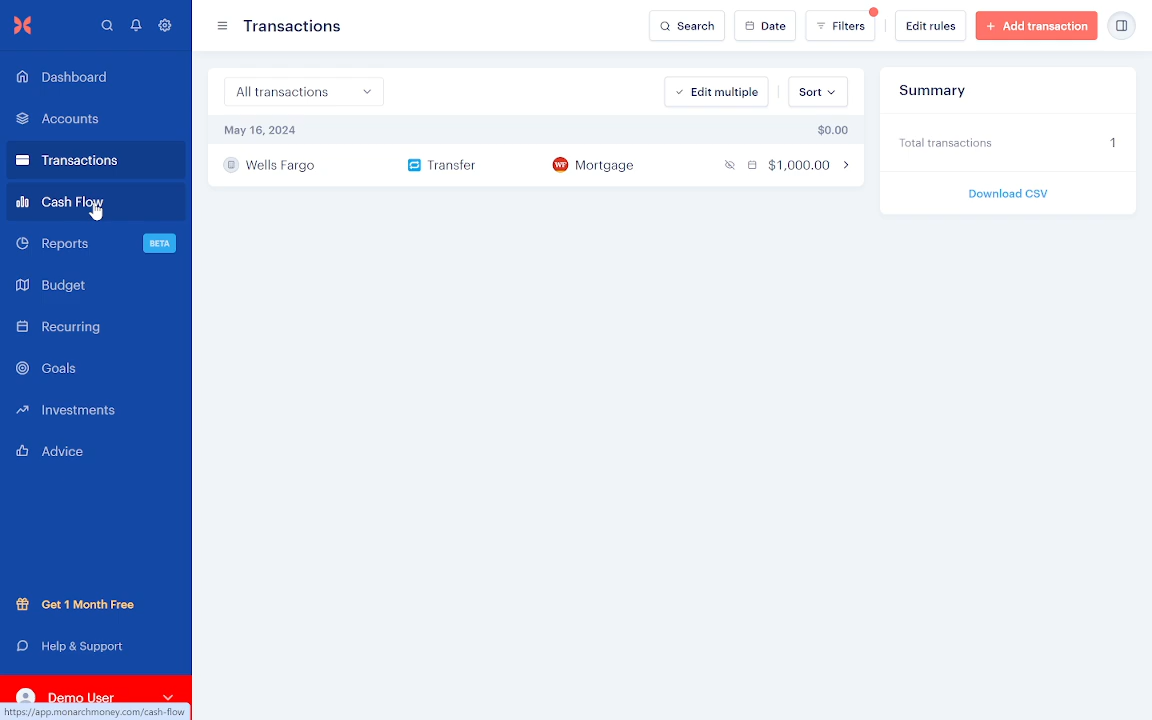 Dashboard
Accounts
Transactions
Cash Flow
Reports BETA
Budget
Recurring
Goals
Investments
Advice
Get 1 Month Free
Help & Support
Demo User
https://app.monarchmoney.com/cash-flow
Transactions
Search Date Filters Edit rules + Add transaction
All transactions Edit multiple Sort
May 16, 2024 $0.00
Wells Fargo Transfer WF Mortgage $1,000.00
Summary
Total transactions 1
Download CSV